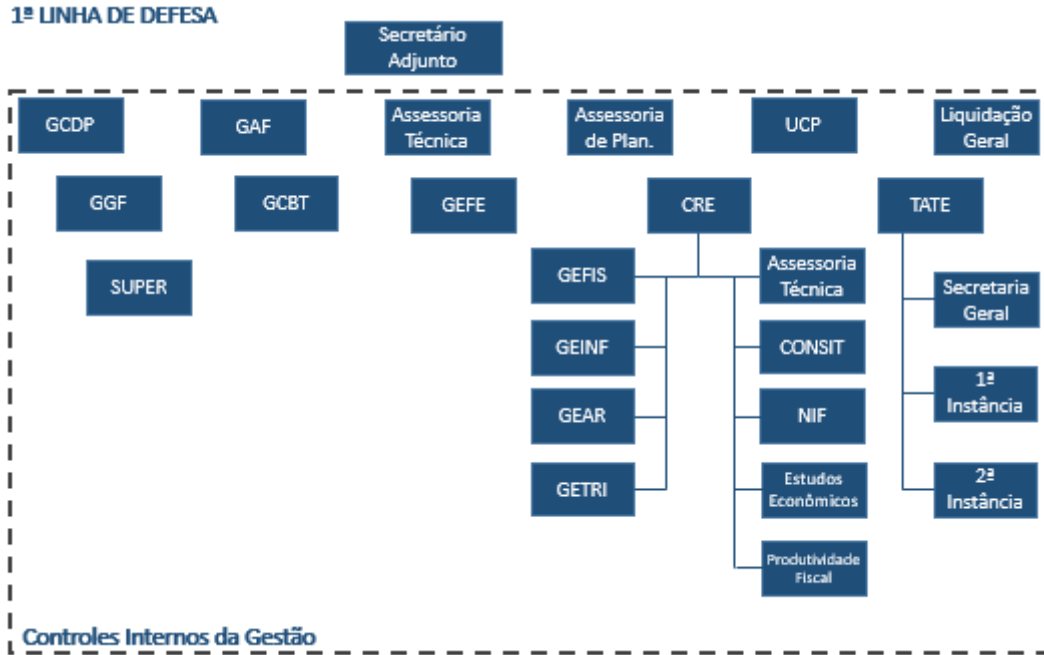 1ª LINHA DE DEFESA
Secretário
Adjunto
GCDP
GAF
Assessoria
Técnica
Assessoria
de Plan.
UCP
Liquidação
Geral
GGF
GCBT
GEFE
CRE
TATE
SUPER
GEFIS
Assessoria
Técnica
Secretaria
Geral
GEINF
CONSIT
1ª
Instância
GEAR
NIF
GETRI
Estudos
Econômicos
2ª
Instância
Produtividade
Fiscal
Controles Internos da Gestão